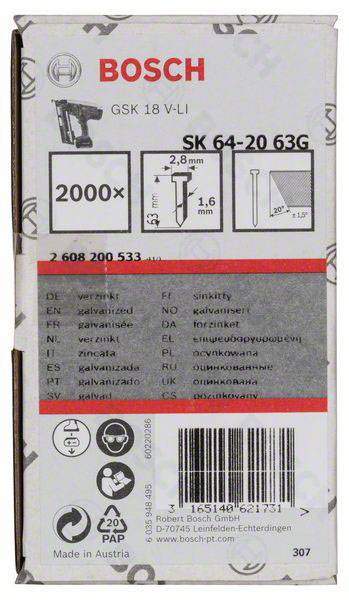 BOSCH
GSK 18 V-LI
SK 64-20 63G
2000x
2,8 mm
63 mm
1,6 mm
20°
± 1,5°
2 608 200 533
DE verzinkt
EN galvanized
FR galvanisée
NL verzinkt
IT zincata
ES galvanizada
PT galvanizado
SV galvad
FI sinkitty
NO galvanisert
DA forzinket
EL επιψευδαργυρωμένη
PL ocynkowana
RU оцинкованные
UK оцинкована
CS pozinkovaný
60220286
6 035 948 495
3 165140 621731 >
Robert Bosch GmbH
D-70745 Leinfelden-Echterdingen
www.bosch-pt.com
20
PAP
Made in Austria
307